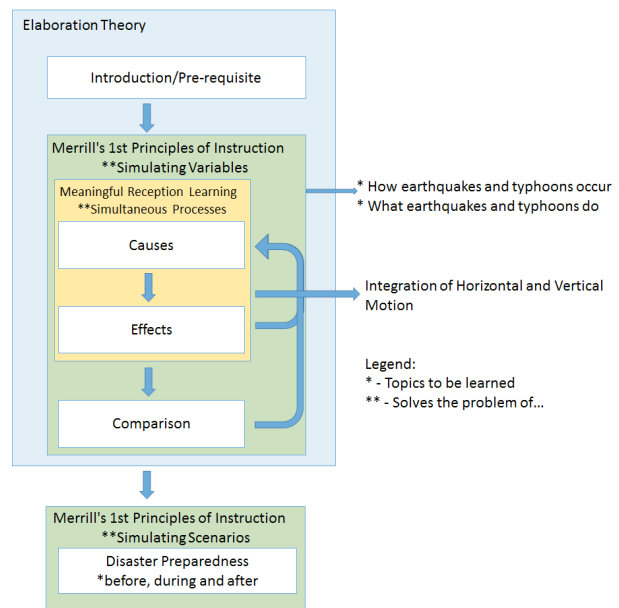 Elaboration Theory
Introduction/Pre-requisite
Merrill's 1st Principles of Instruction
**Simulating Variables
Meaningful Reception Learning
**Simultaneous Processes
Causes
Effects
Comparison
* How earthquakes and typhoons occur
* What earthquakes and typhoons do
Integration of Horizontal and Vertical
Motion
Legend:
* - Topics to be learned
** - Solves the problem of...
Merrill's 1st Principles of Instruction
**Simulating Scenarios
Disaster Preparedness
*before, during and after